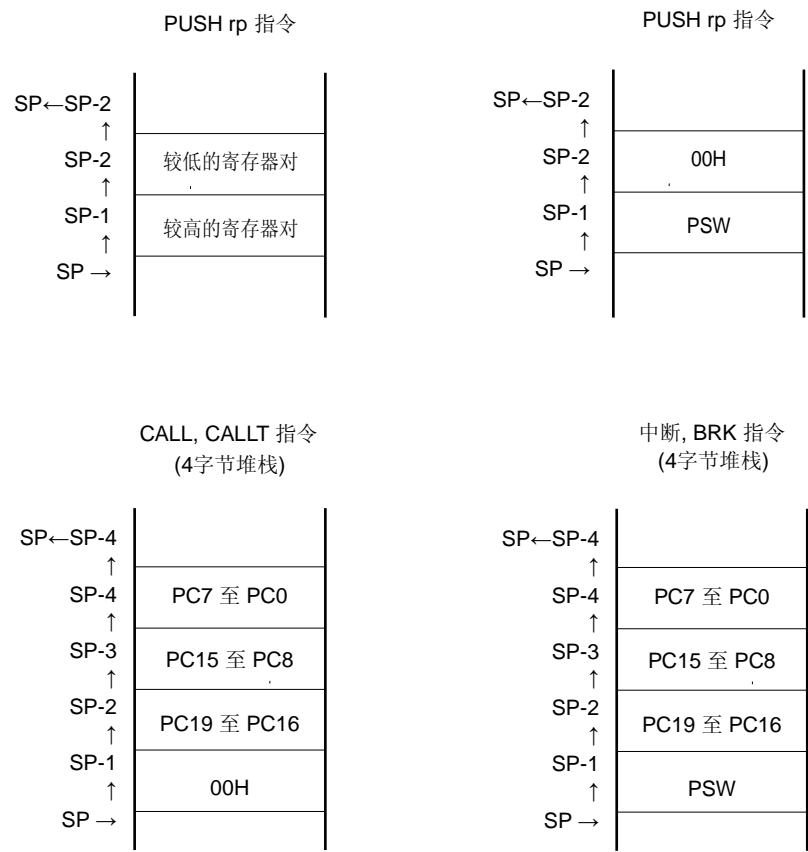 PUSH rp 指令
SP←SP-2
↑
SP-2
↑
SP-1
↑
SP →
较低的寄存器对
较高的寄存器对
PUSH rp 指令
SP←SP-2
↑
SP-2
↑
SP-1
↑
SP →
00H
PSW
CALL, CALLT 指令
(4字节堆栈)
SP←SP-4
↑
SP-4
↑
SP-3
↑
SP-2
↑
SP-1
↑
SP →
PC7 至 PC0
PC15 至 PC8
PC19 至 PC16
00H
中断, BRK 指令
(4字节堆栈)
SP←SP-4
↑
SP-4
↑
SP-3
↑
SP-2
↑
SP-1
↑
SP →
PC7 至 PC0
PC15 至 PC8
PC19 至 PC16
PSW